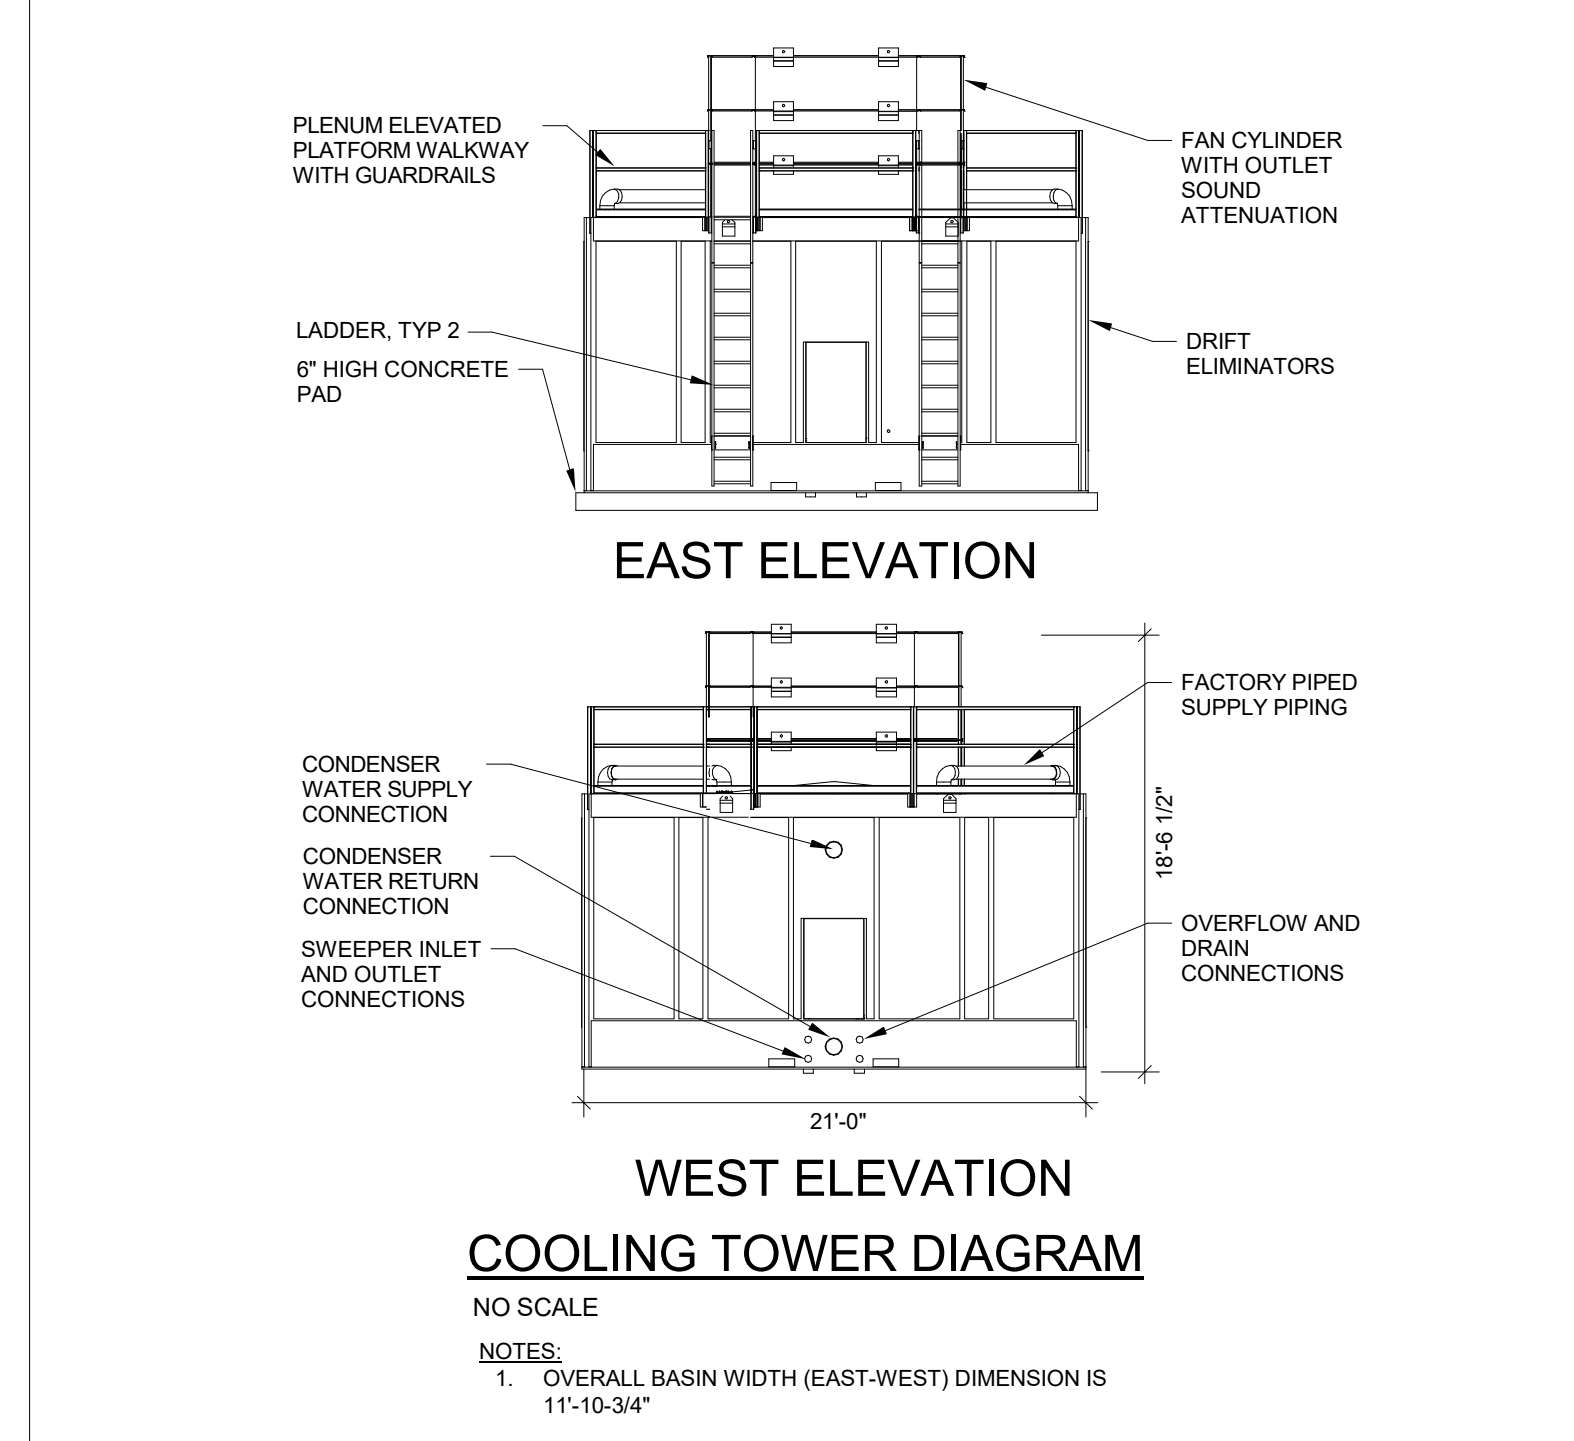 PLENUM ELEVATED
PLATFORM WALKWAY
WITH GUARDRAILS
FAN CYLINDER
WITH OUTLET
SOUND
ATTENUATION
LADDER, TYP 2
6" HIGH CONCRETE
PAD
DRIFT
ELIMINATORS
EAST ELEVATION
FACTORY PIPED
SUPPLY PIPING
CONDENSER
WATER SUPPLY
CONNECTION
CONDENSER
WATER RETURN
CONNECTION
SWEEPER INLET
AND OUTLET
CONNECTIONS
18'-6 1/2"
OVERFLOW AND
DRAIN
CONNECTIONS
21'-0"
WEST ELEVATION
COOLING TOWER DIAGRAM
NO SCALE
NOTES:
1. OVERALL BASIN WIDTH (EAST-WEST) DIMENSION IS
11'-10-3/4"